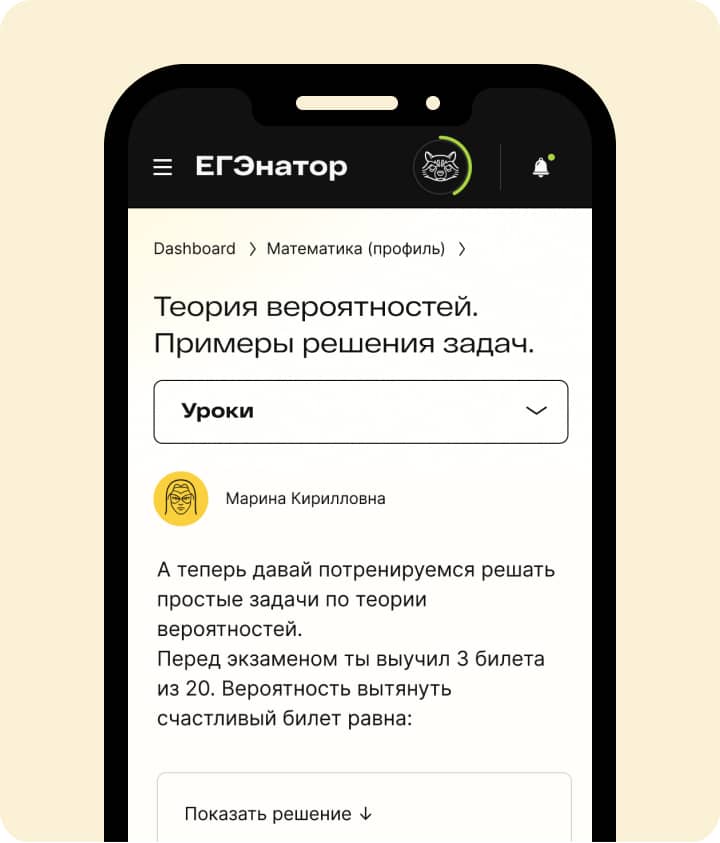 ЕГЭнатор
Dashboard > Математика (профиль) >
Теория вероятностей.
Примеры решения задач.
Уроки
Марина Кирилловна
А теперь давай потренируемся решать
простые задачи по теории
вероятностей.
Перед экзаменом ты выучил 3 билета
из 20. Вероятность вытянуть
счастливый билет равна:
Показать решение ↓